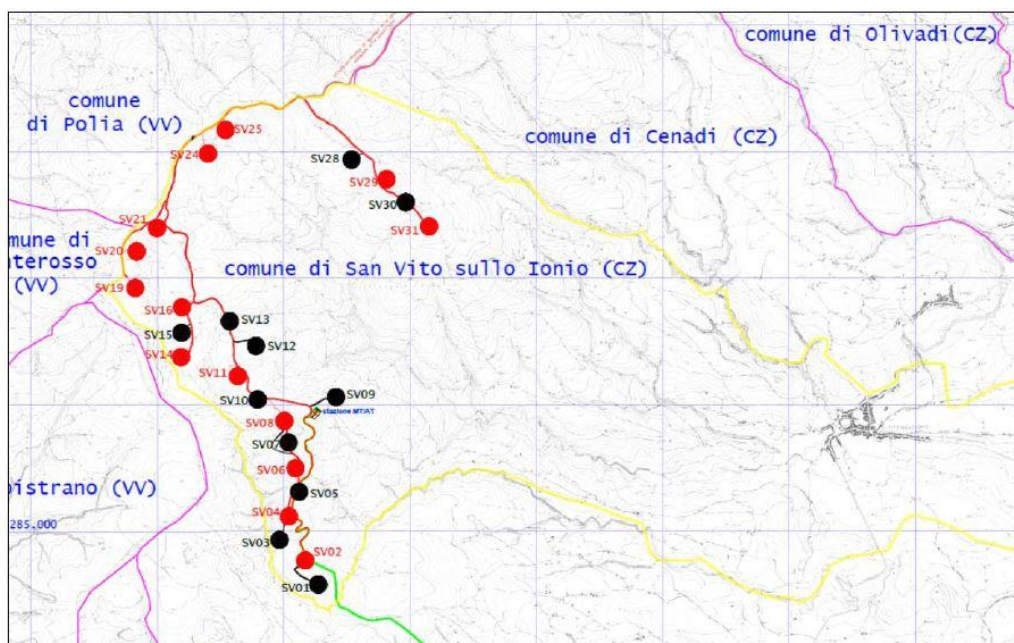 comune di Olivadi(CZ)
comune
di Polia (VV)
comune di Cenadi (CZ)
SV25
SV24
SV28
SV29
SV30
SV31
SV21
mune di
nterosso
(VV)
SV20
SV19
comune di San Vito sullo Ionio (CZ)
SV16
SV13
SV15
SV12
SV14
SV11
SV10
SV09
stazione MT/AT
SV08
SV07
SV06
pistrano (VV)
SV05
SV04
285.000
SV03
SV02
SV01